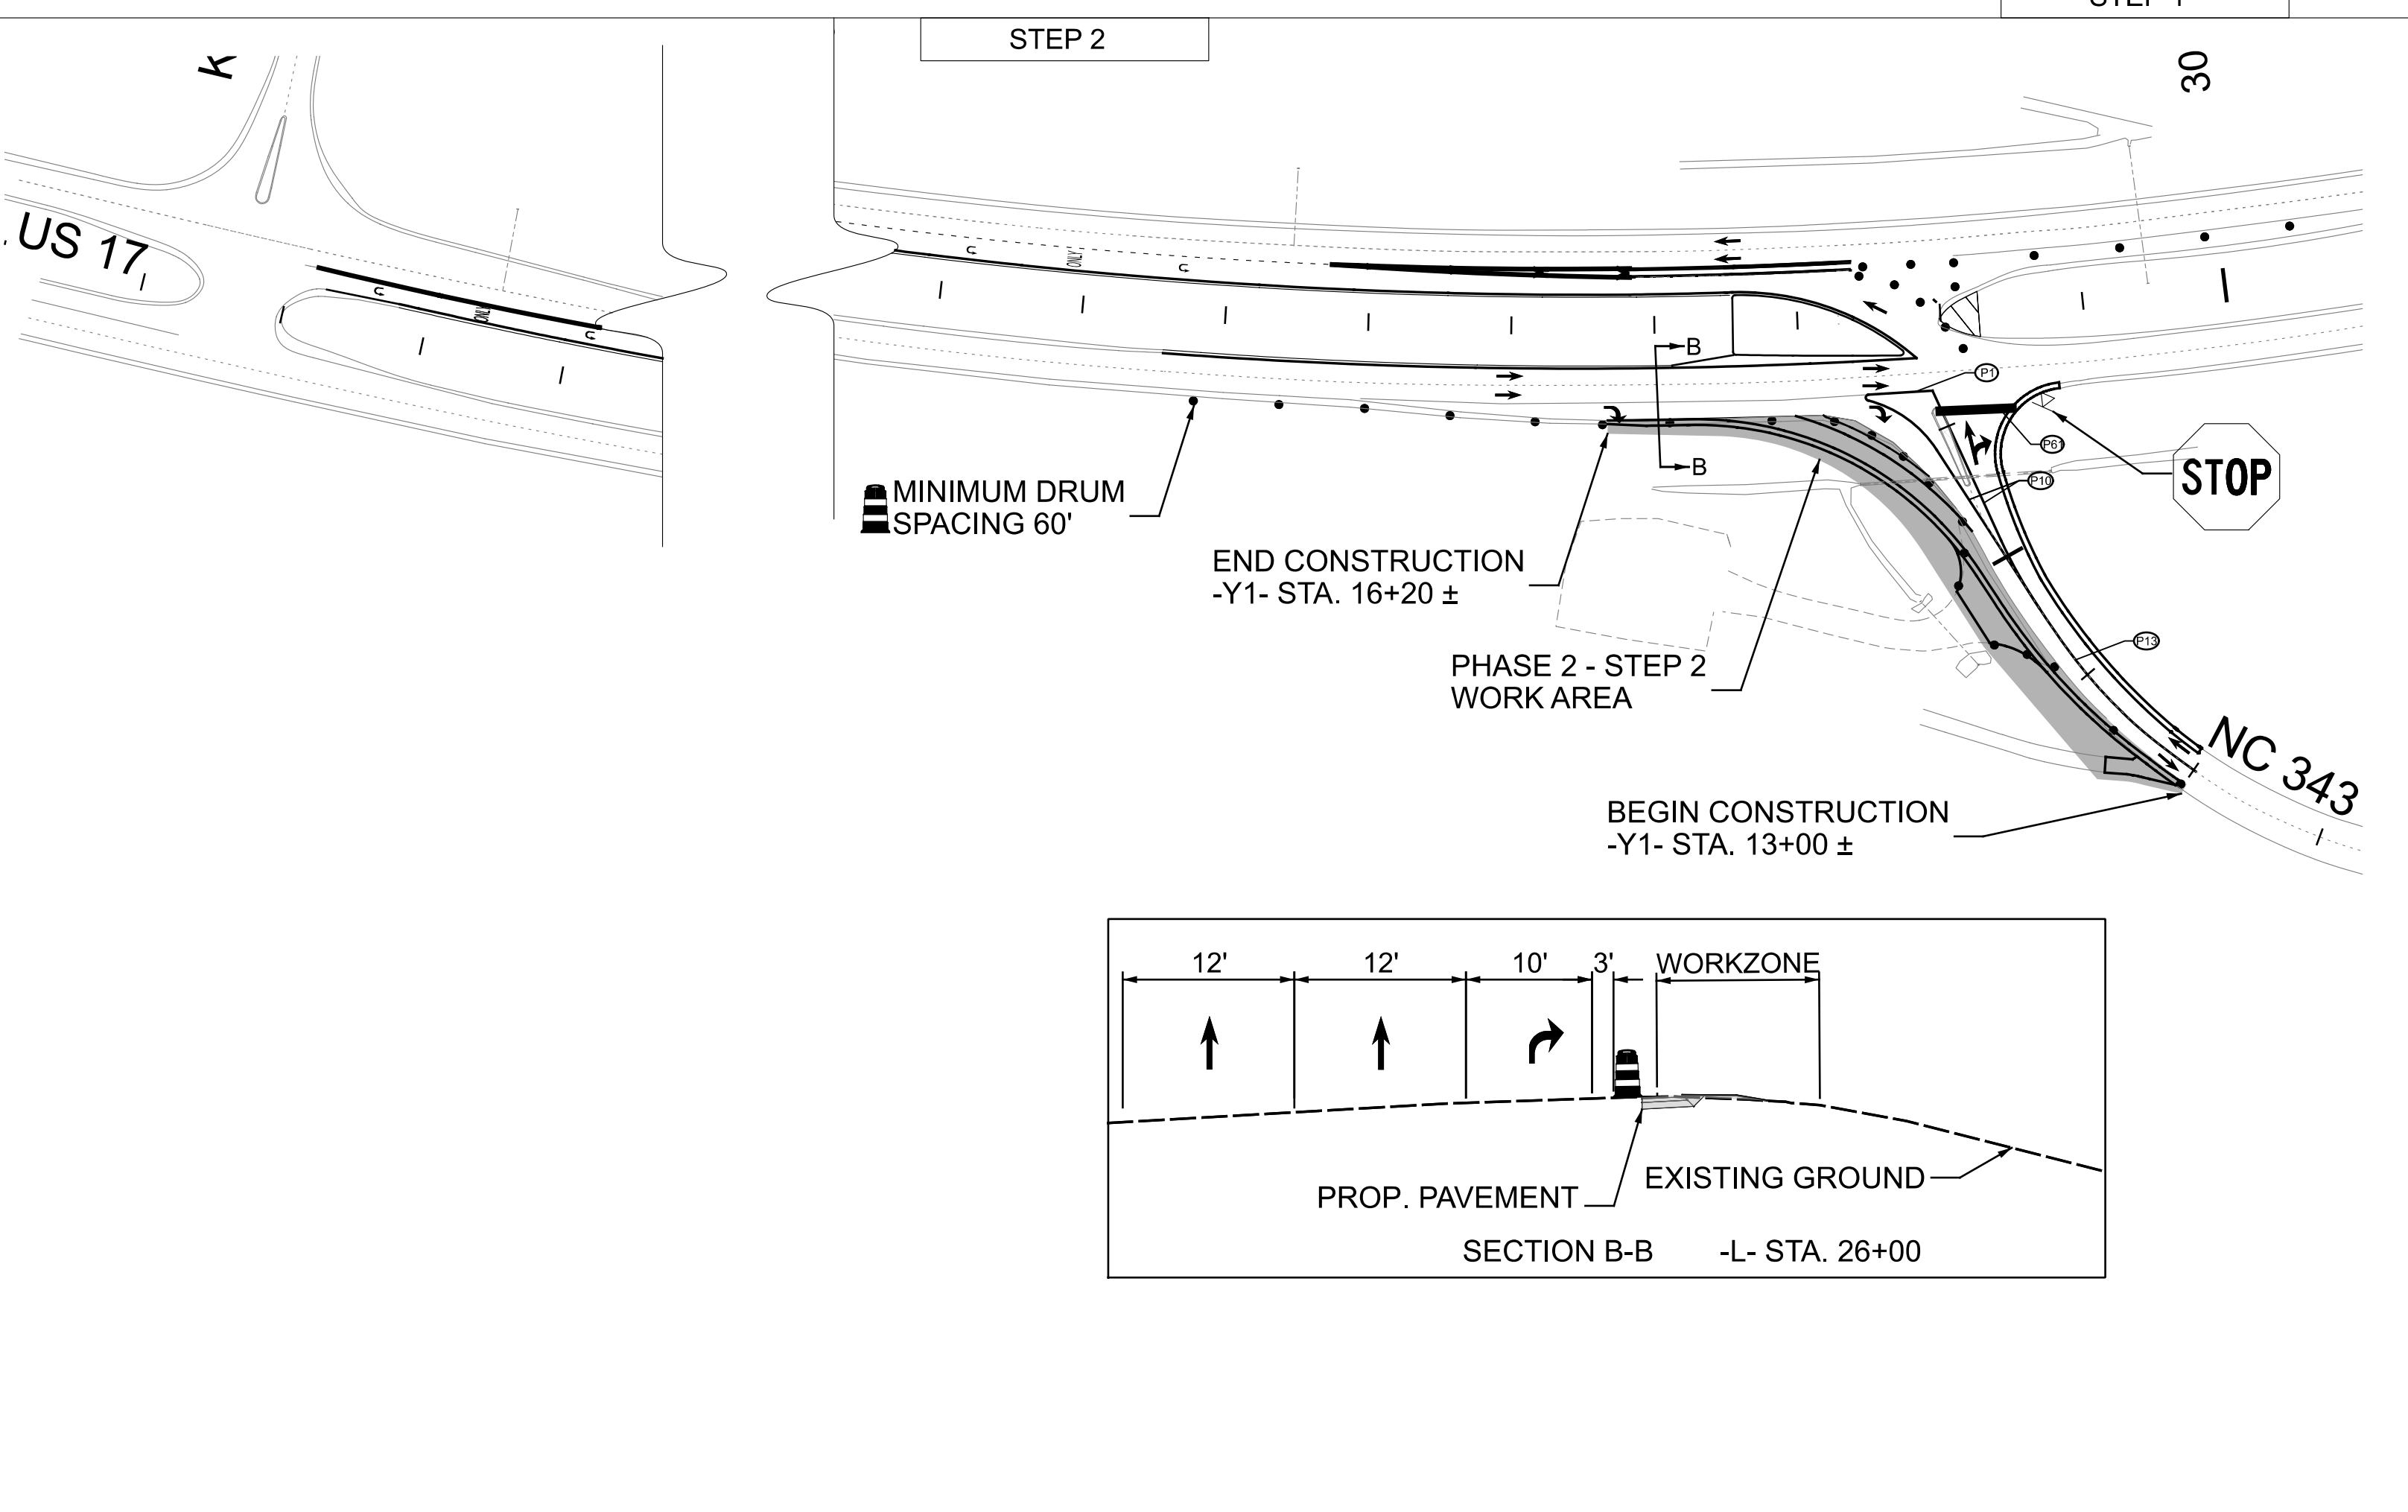 STEP 2
30
US 17
ONLY
ONLY
B
B
P1
P61
P10
P13
STOP
MINIMUM DRUM
SPACING 60'
END CONSTRUCTION
-Y1- STA. 16+20 ±
PHASE 2 - STEP 2
WORK AREA
NC 343
BEGIN CONSTRUCTION
-Y1- STA. 13+00 ±
12' 12' 10' 3' WORKZONE
PROP. PAVEMENT
EXISTING GROUND
SECTION B-B -L- STA. 26+00